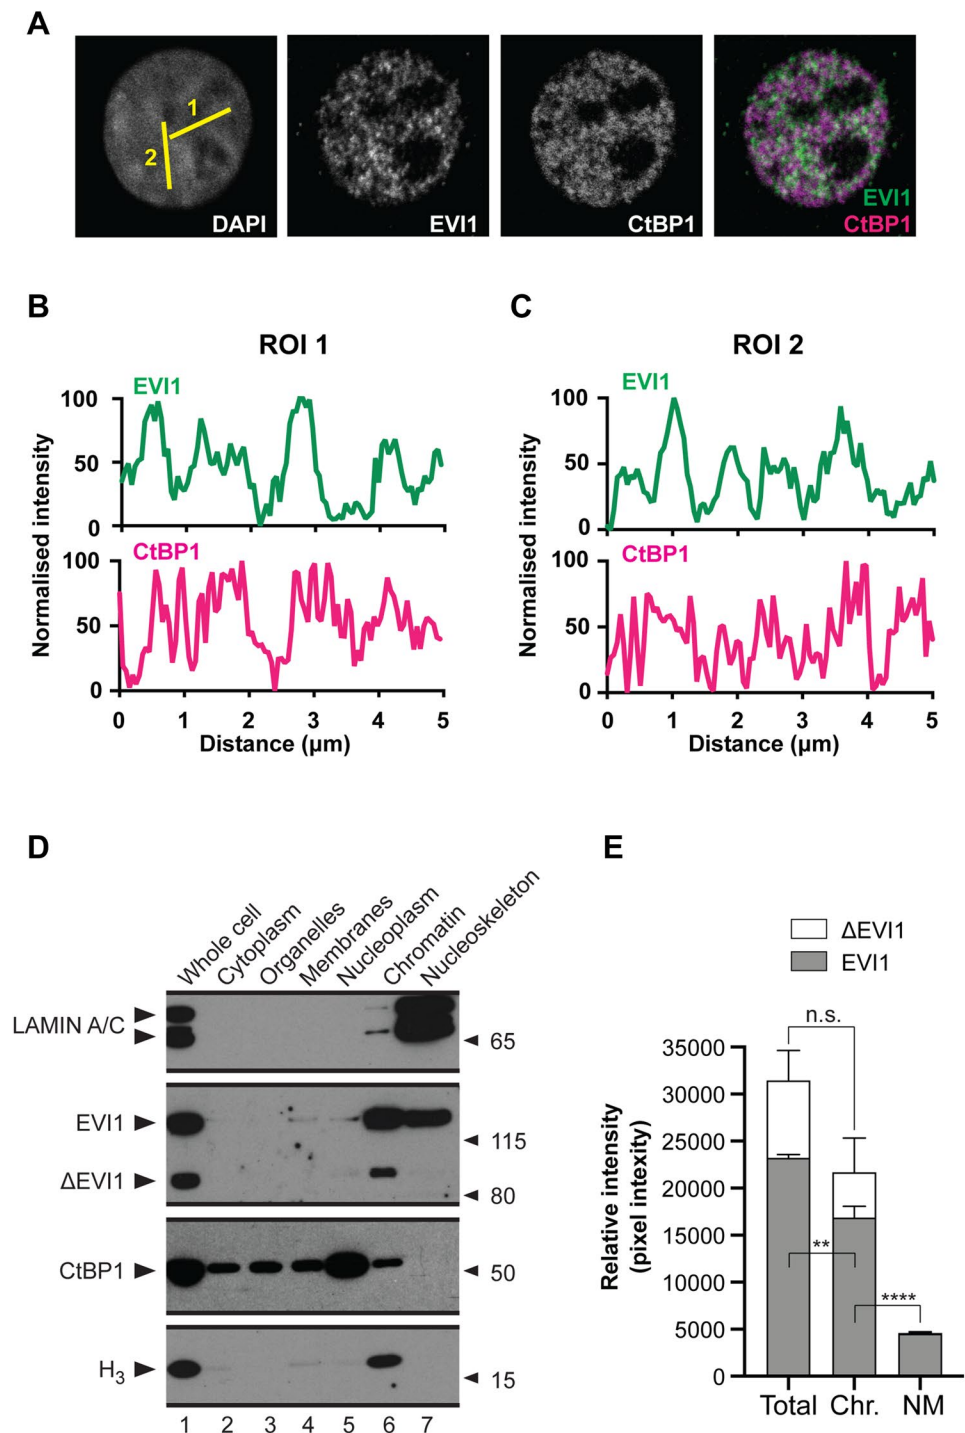 A
1
2
DAPI
EVI1
CtBP1
EVI1
CtBP1
B
C
ROI 1
ROI 2
Normalised intensity
EVI1
100
50
0
CtBP1
100
50
0
0 1 2 3 4 5
Distance (µm)
Normalised intensity
EVI1
100
50
0
CtBP1
100
50
0
0 1 2 3 4 5
Distance (µm)
D
Whole cell
Cytoplasm
Organelles
Membranes
Nucleoplasm
Chromatin
Nucleoskeleton
LAMIN A/C
65
EVI1
115
ΔEVI1
80
CtBP1
50
H3
15
1 2 3 4 5 6 7
E
ΔEVI1
EVI1
n.s.
**
****
Relative intensity
(pixel intexity)
35000
30000
25000
20000
15000
10000
5000
0
Total Chr. NM